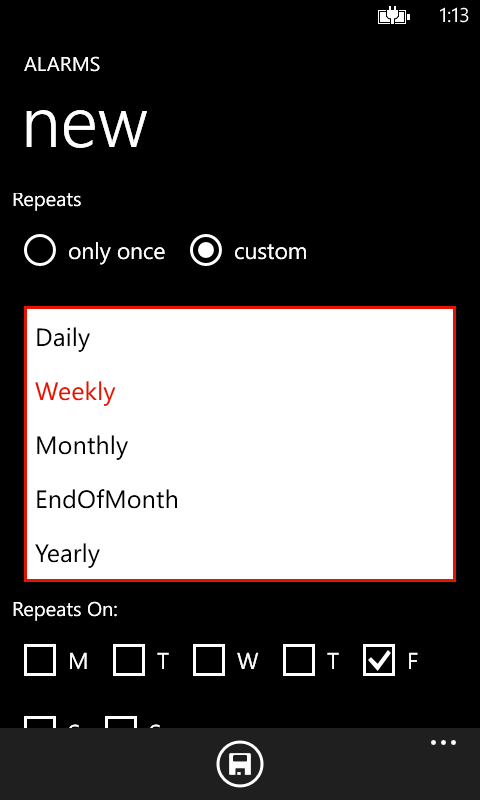 1:13
ALARMS
new
Repeats
only once custom
Daily
Weekly
Monthly
EndOfMonth
Yearly
Repeats On:
M T W T F